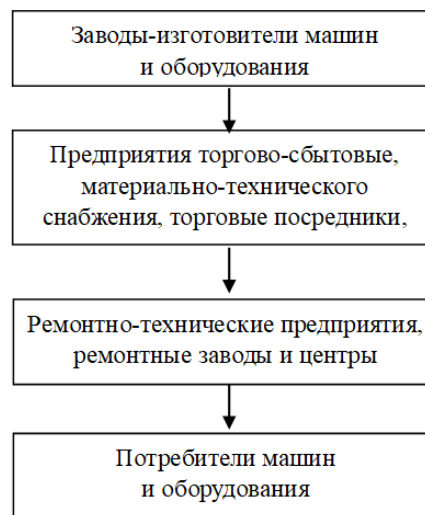 Заводы-изготовители машин
и оборудования
Предприятия торгово-сбытовые,
материально-технического
снабжения, торговые посредники,
Ремонтно-технические предприятия,
ремонтные заводы и центры
Потребители машин
и оборудования